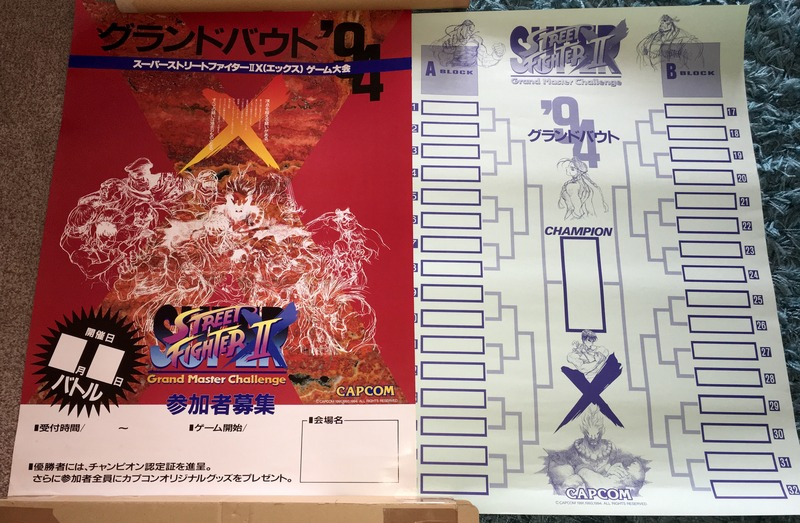 グランドバウト'94
スーパーストリートファイターIIX(エックス) ゲーム大会
X
SUPER
STREET
FIGHTER II
Grand Master Challenge
CAPCOM
参加者募集
開催日
月 日
バトル
■受付時間/ ～ ■ゲーム開始/
会場名
■優勝者には、チャンピオン認定証を進呈。
さらに参加者全員にカプコンオリジナルグッズをプレゼント。
A BLOCK
SUPER
STREET
FIGHTER II
Grand Master Challenge
B BLOCK
'94
グランドバウト
CHAMPION
X
CAPCOM
1
2
3
4
5
6
7
8
9
10
11
12
13
14
15
16
17
18
19
20
21
22
23
24
25
26
27
28
29
30
31
32